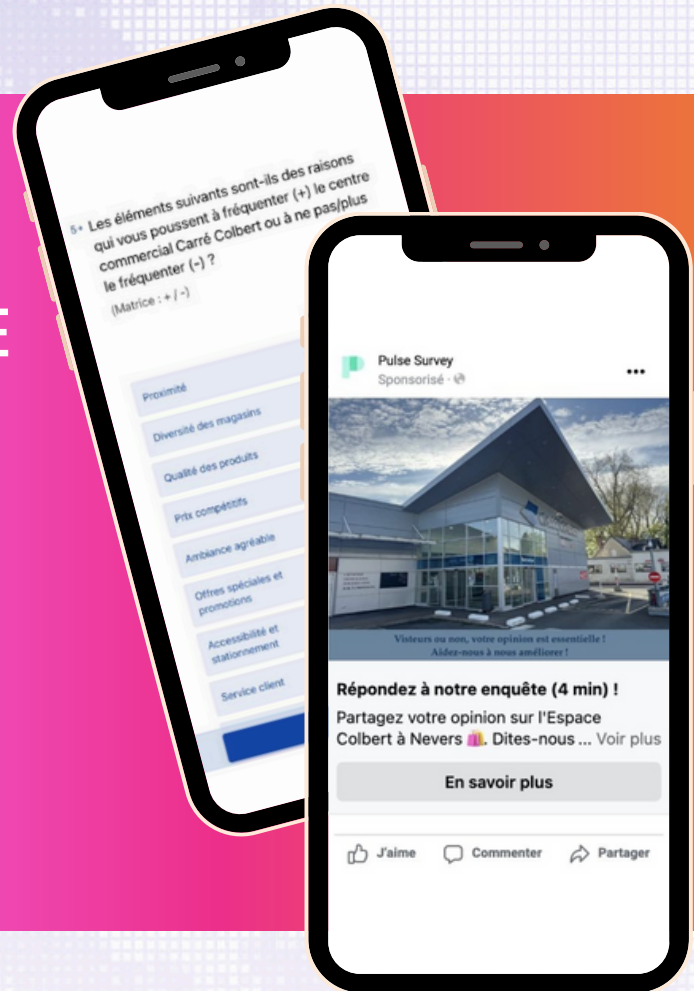 E
5• Les éléments suivants sont-ils des raisons
qui vous poussent à fréquenter (+) le centre
commercial Carré Colbert ou à ne pas/plus
le fréquenter (-) ?
(Matrice : + / -)
Proximité
Diversité des magasins
Qualité des produits
Prix compétitifs
Ambiance agréable
Offres spéciales et
promotions
Accessibilité et
stationnement
Service client
Pulse Survey
Sponsorisé ·
Visteurs ou non, votre opinion est essentielle !
Aidez-nous à nous améliorer !
Répondez à notre enquête (4 min) !
Partagez votre opinion sur l'Espace
Colbert à Nevers 🛍️. Dites-nous ... Voir plus
En savoir plus
J'aime Commenter Partager